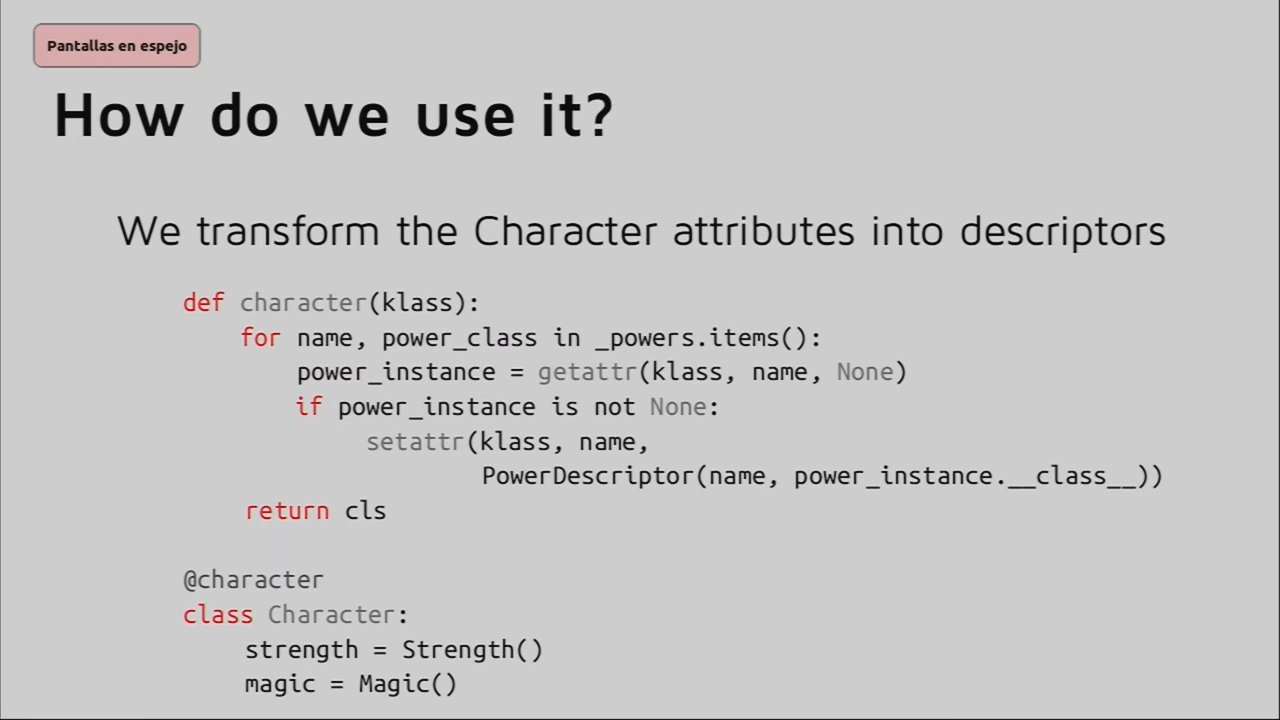 Pantallas en espejo
How do we use it?
We transform the Character attributes into descriptors
def character(klass):
    for name, power_class in _powers.items():
        power_instance = getattr(klass, name, None)
        if power_instance is not None:
            setattr(klass, name,
                    PowerDescriptor(name, power_instance.__class__))
    return cls
@character
class Character:
    strength = Strength()
    magic = Magic()